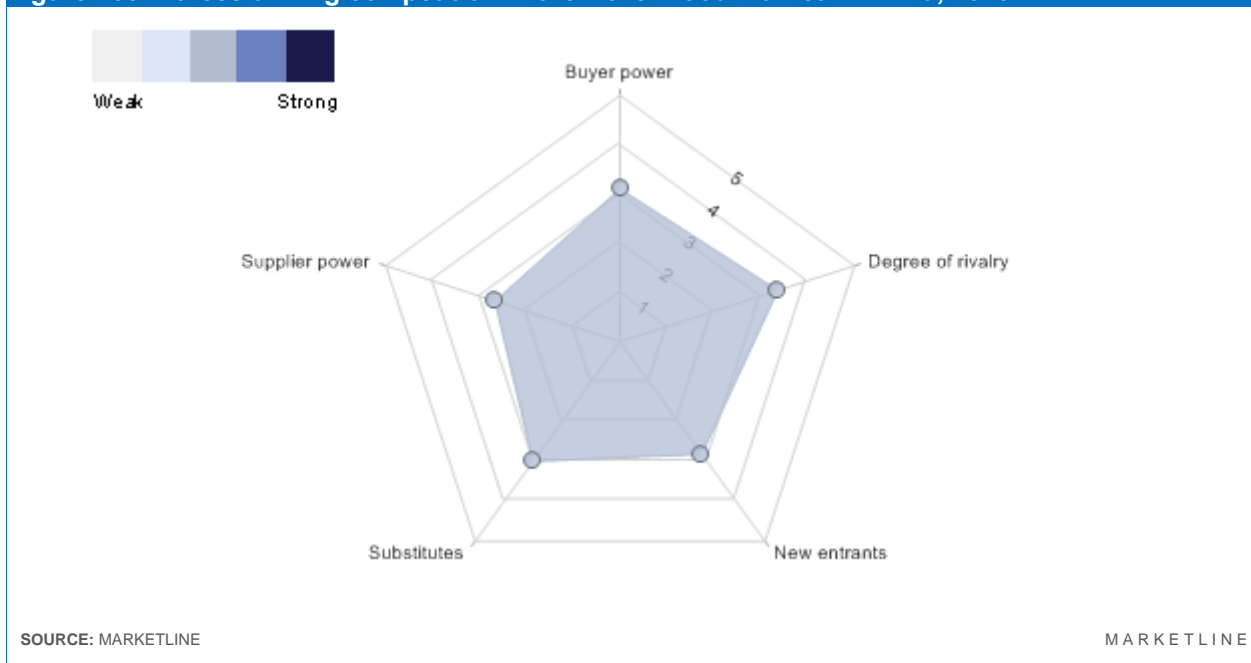 Weak
Strong
Buyer power
5
4
3
2
1
Supplier power
Degree of rivalry
Substitutes
New entrants
SOURCE: MARKETLINE
MARKETLINE